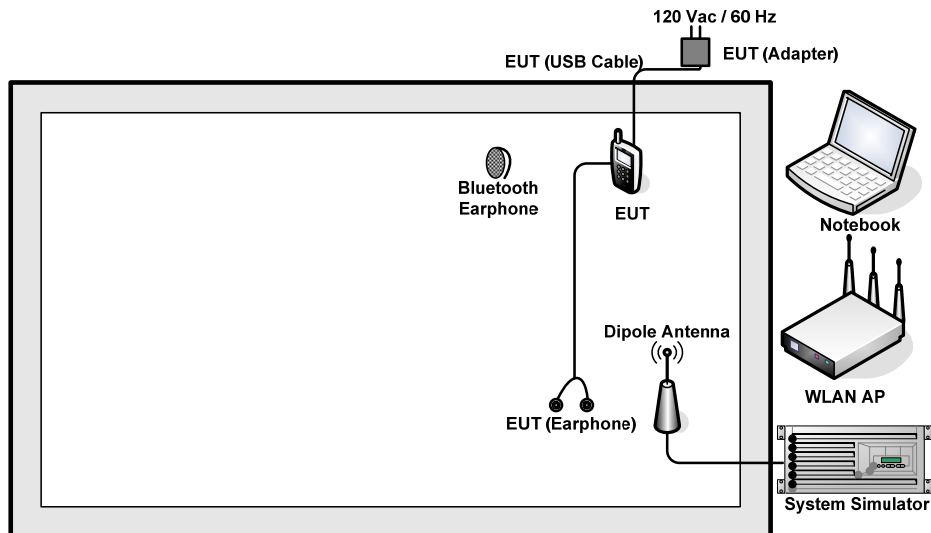 120 Vac / 60 Hz
EUT (USB Cable)
EUT (Adapter)
Bluetooth
Earphone
EUT
Notebook
Dipole Antenna
WLAN AP
EUT (Earphone)
System Simulator